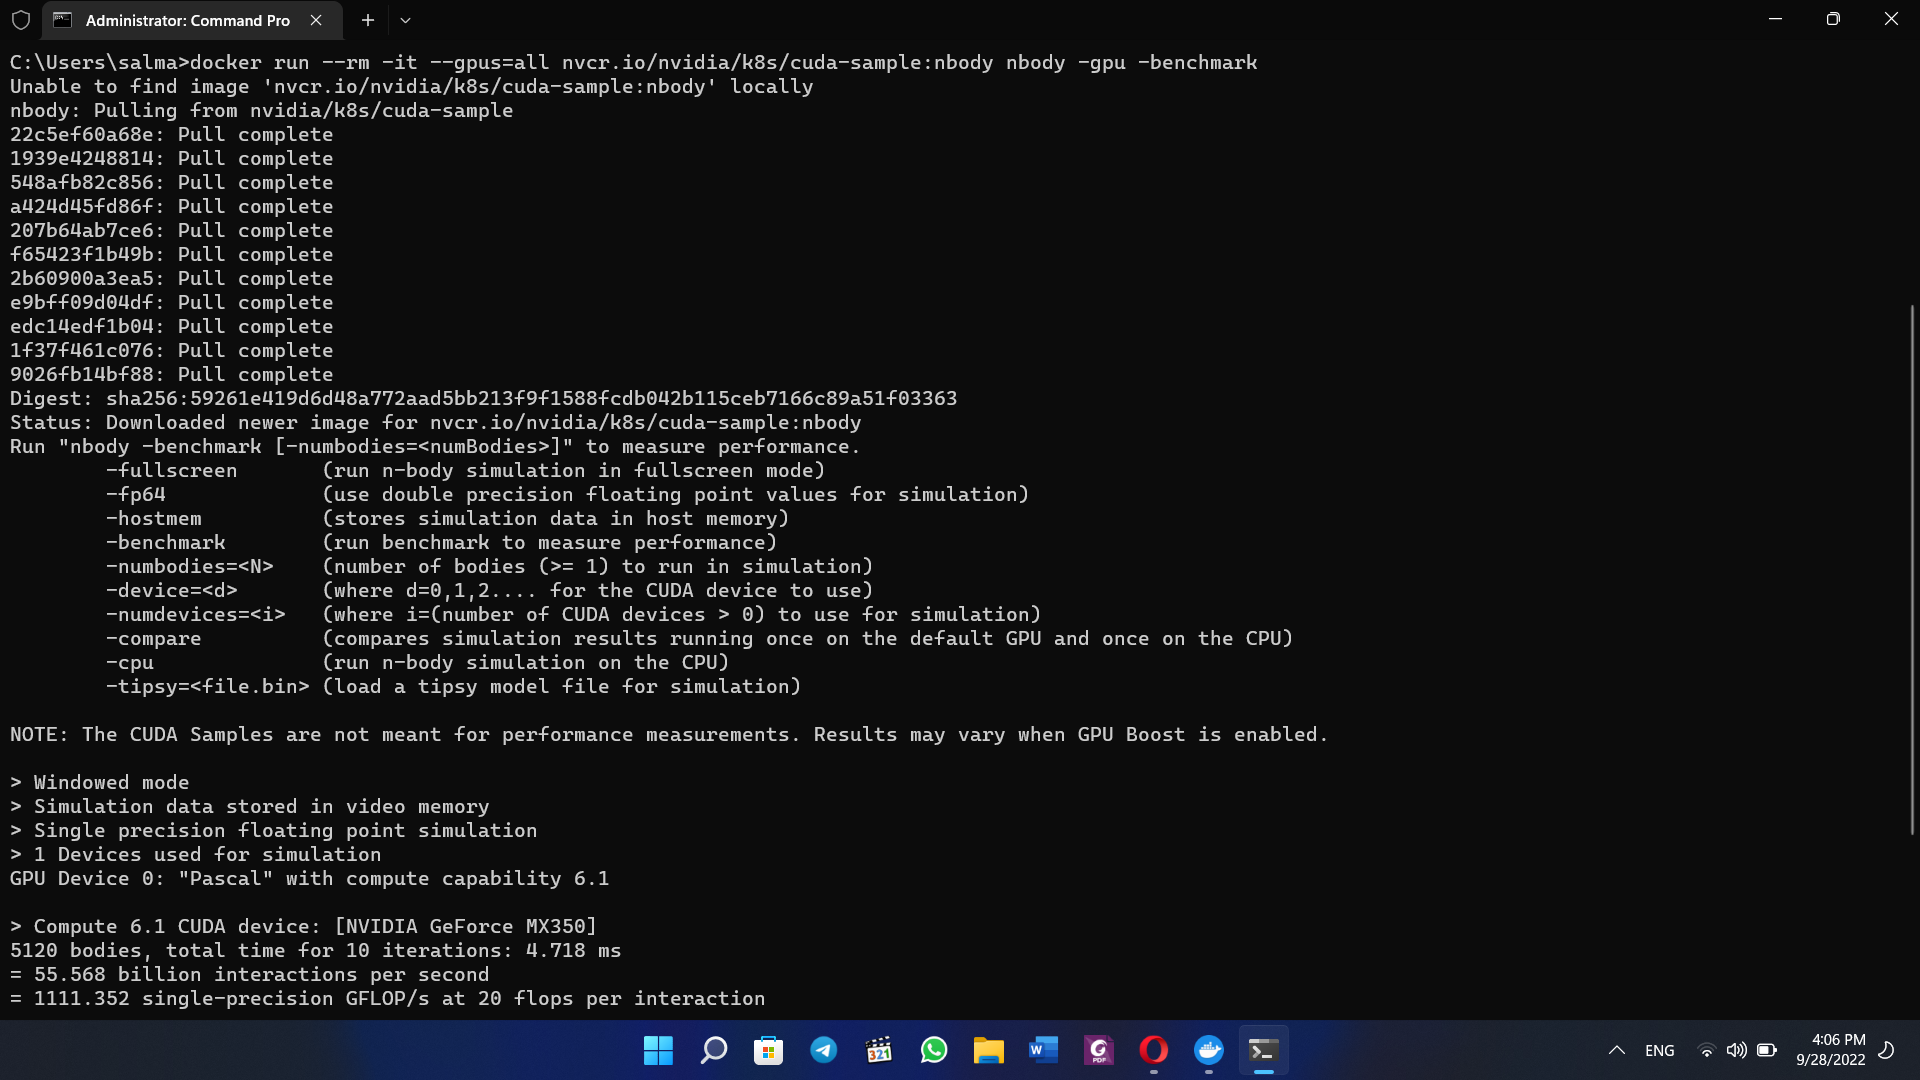 Administrator: Command Pro
C:\Users\salma>docker run --rm -it --gpus=all nvcr.io/nvidia/k8s/cuda-sample:nbody nbody -gpu -benchmark
Unable to find image 'nvcr.io/nvidia/k8s/cuda-sample:nbody' locally
nbody: Pulling from nvidia/k8s/cuda-sample
22c5ef60a68e: Pull complete
1939e4248814: Pull complete
548afb82c856: Pull complete
a424d45fd86f: Pull complete
207b64ab7ce6: Pull complete
f65423f1b49b: Pull complete
2b60900a3ea5: Pull complete
e9bff09d04df: Pull complete
edc14edf1b04: Pull complete
1f37f461c076: Pull complete
9026fb14bf88: Pull complete
Digest: sha256:59261e419d6d48a772aad5bb213f9f1588fcdb042b115ceb7166c89a51f03363
Status: Downloaded newer image for nvcr.io/nvidia/k8s/cuda-sample:nbody
Run "nbody -benchmark [-numbodies=<numBodies>]" to measure performance.
-fullscreen (run n-body simulation in fullscreen mode)
-fp64 (use double precision floating point values for simulation)
-hostmem (stores simulation data in host memory)
-benchmark (run benchmark to measure performance)
-numbodies=<N> (number of bodies (>= 1) to run in simulation)
-device=<d> (where d=0,1,2.... for the CUDA device to use)
-numdevices=<i> (where i=(number of CUDA devices > 0) to use for simulation)
-compare (compares simulation results running once on the default GPU and once on the CPU)
-cpu (run n-body simulation on the CPU)
-tipsy=<file.bin> (load a tipsy model file for simulation)
NOTE: The CUDA Samples are not meant for performance measurements. Results may vary when GPU Boost is enabled.
> Windowed mode
> Simulation data stored in video memory
> Single precision floating point simulation
> 1 Devices used for simulation
GPU Device 0: "Pascal" with compute capability 6.1
> Compute 6.1 CUDA device: [NVIDIA GeForce MX350]
5120 bodies, total time for 10 iterations: 4.718 ms
= 55.568 billion interactions per second
= 1111.352 single-precision GFLOP/s at 20 flops per interaction
321
W
PDF
ENG
4:06 PM
9/28/2022